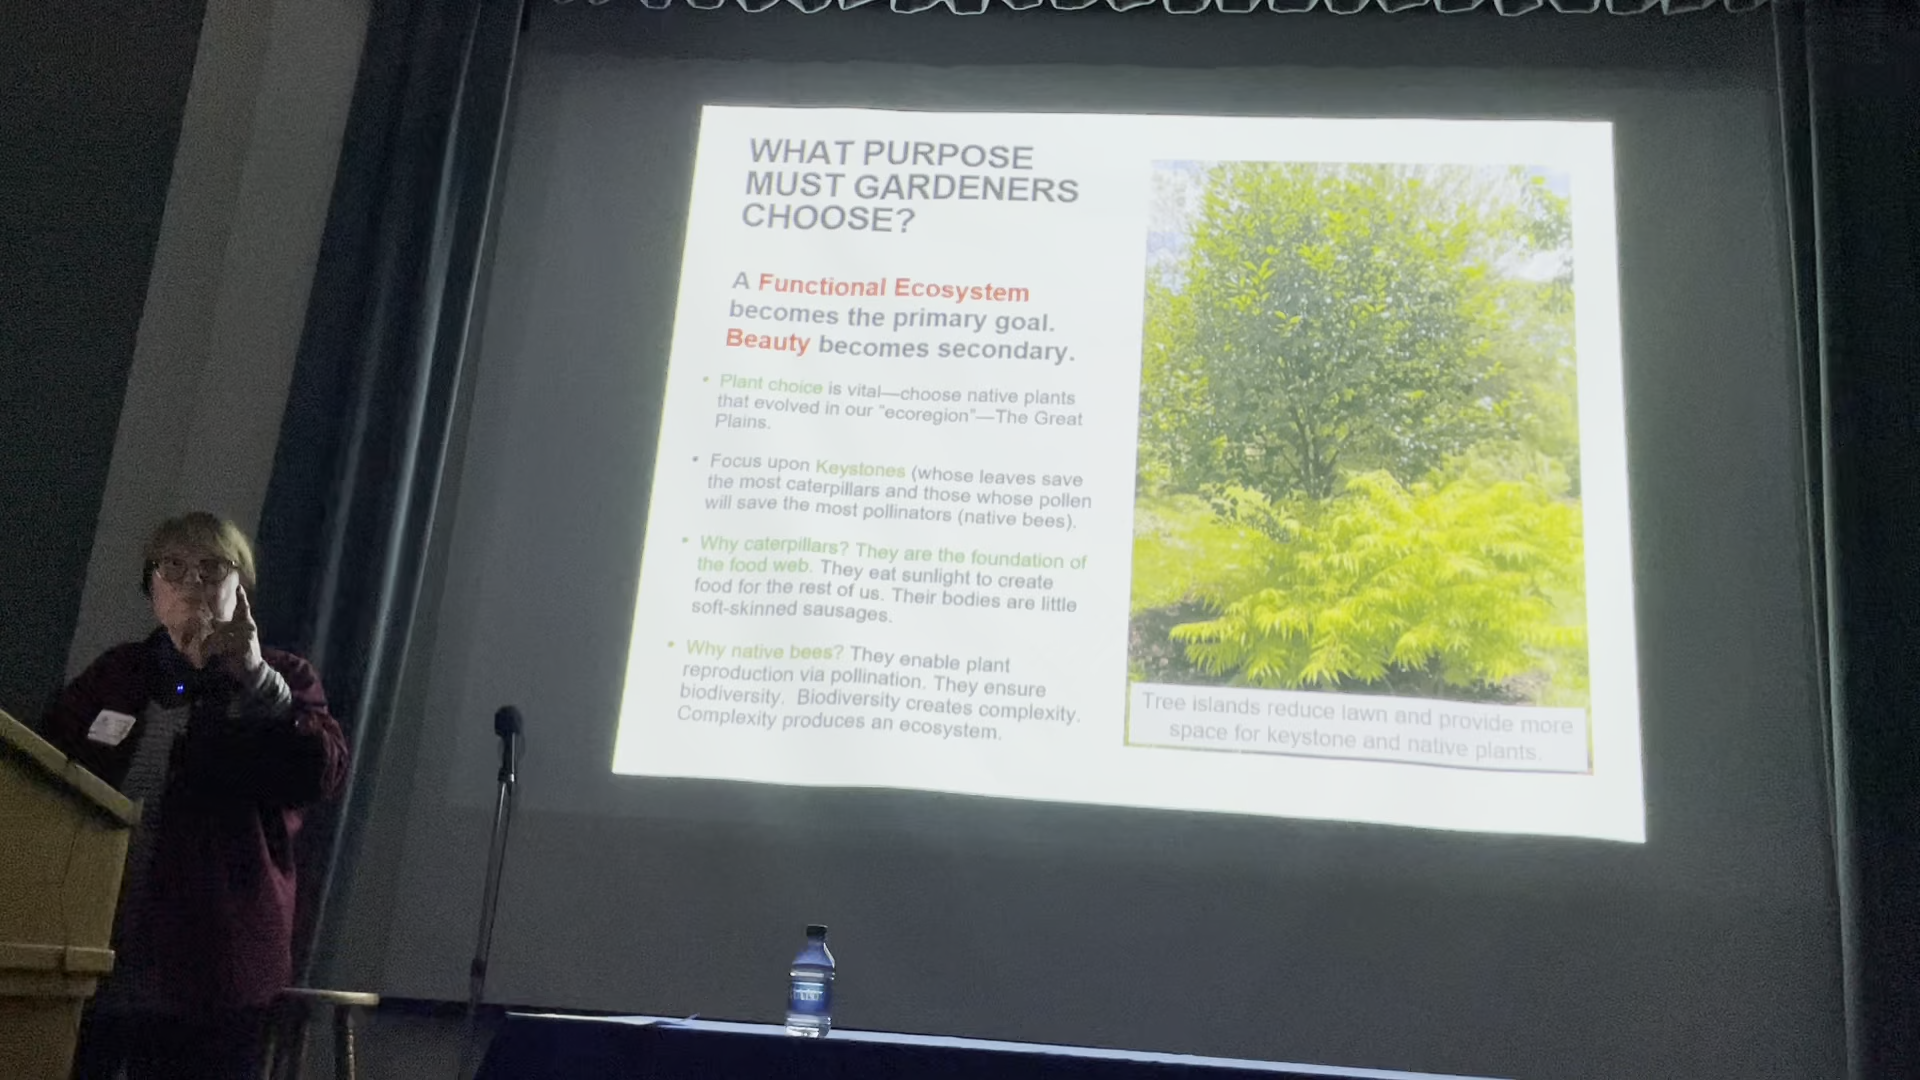 WHAT PURPOSE
MUST GARDENERS
CHOOSE?
A Functional Ecosystem
becomes the primary goal.
Beauty becomes secondary.
• Plant choice is vital—choose native plants
that evolved in our "ecoregion"—The Great
Plains.
• Focus upon Keystones (whose leaves save
the most caterpillars and those whose pollen
will save the most pollinators (native bees).
• Why caterpillars? They are the foundation of
the food web. They eat sunlight to create
food for the rest of us. Their bodies are little
soft-skinned sausages.
• Why native bees? They enable plant
reproduction via pollination. They ensure
biodiversity. Biodiversity creates complexity.
Complexity produces an ecosystem.
Tree islands reduce lawn and provide more
space for keystone and native plants.